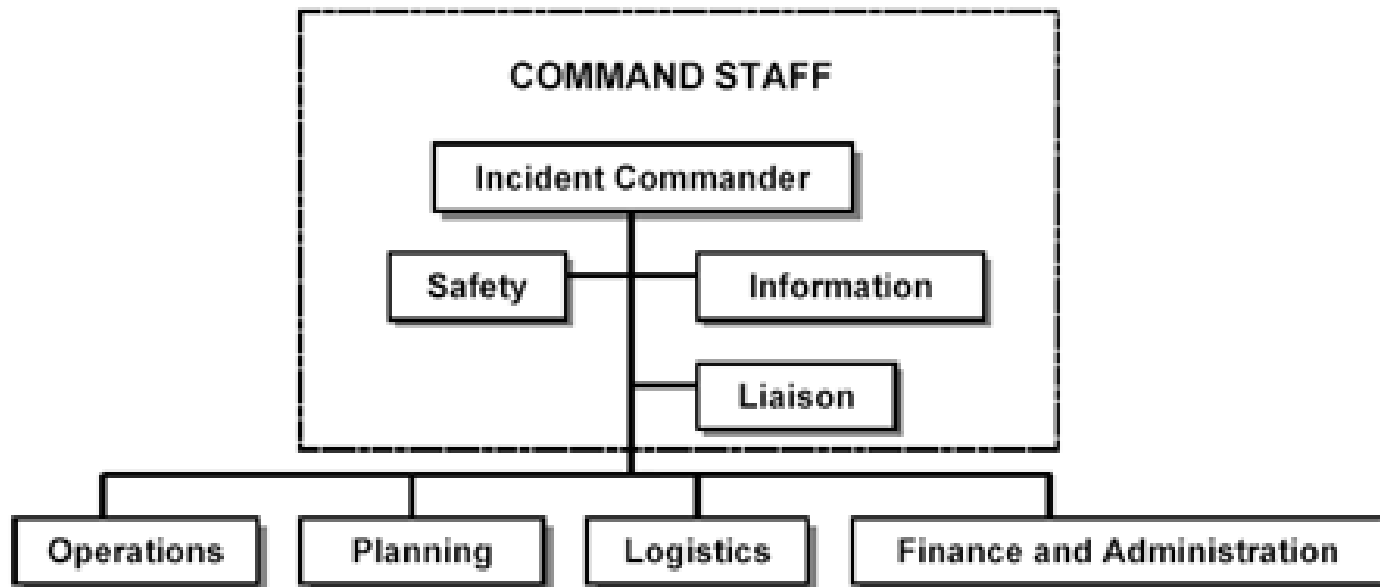 COMMAND STAFF
Incident Commander
Safety
Information
Liaison
Operations
Planning
Logistics
Finance and Administration